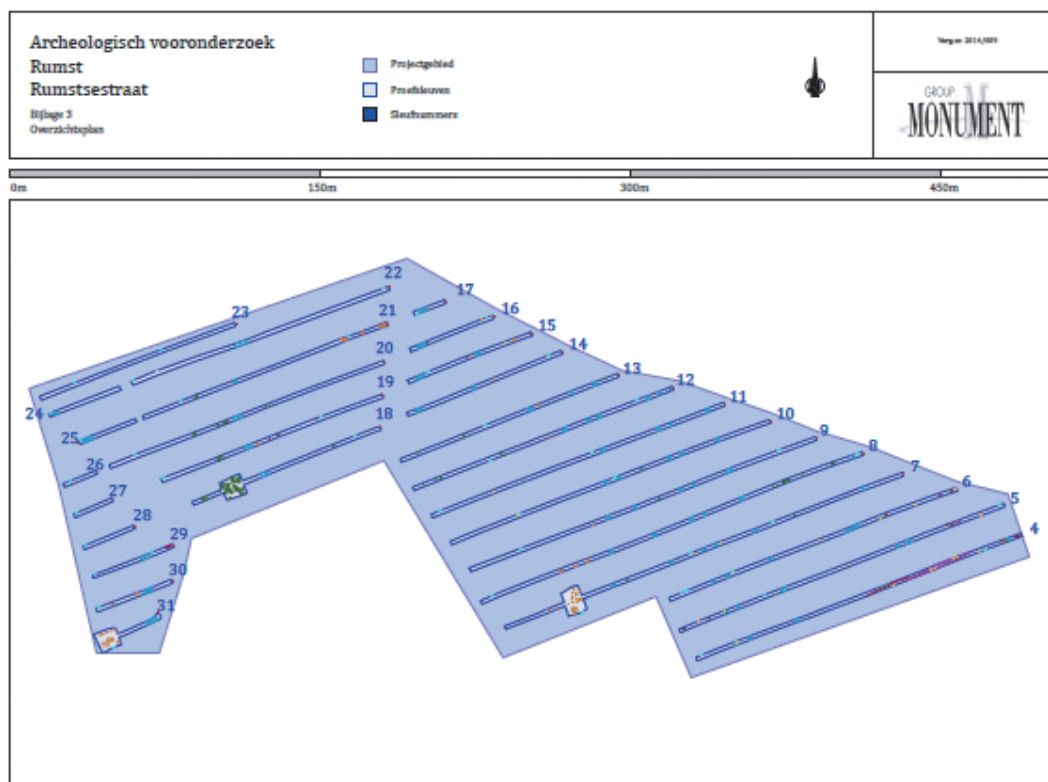 Archeologisch vooronderzoek
Rumst
Rumstsestraat
Bijlage 3
Overzichtsplan
Projectgebied
Proefsleuven
Sleufnummers
GROUP
MONUMENT
0m
150m
300m
450m
22
17
23
16
21
15
20
14
13
19
12
24
18
11
10
25
9
8
26
7
6
27
5
28
4
29
30
31